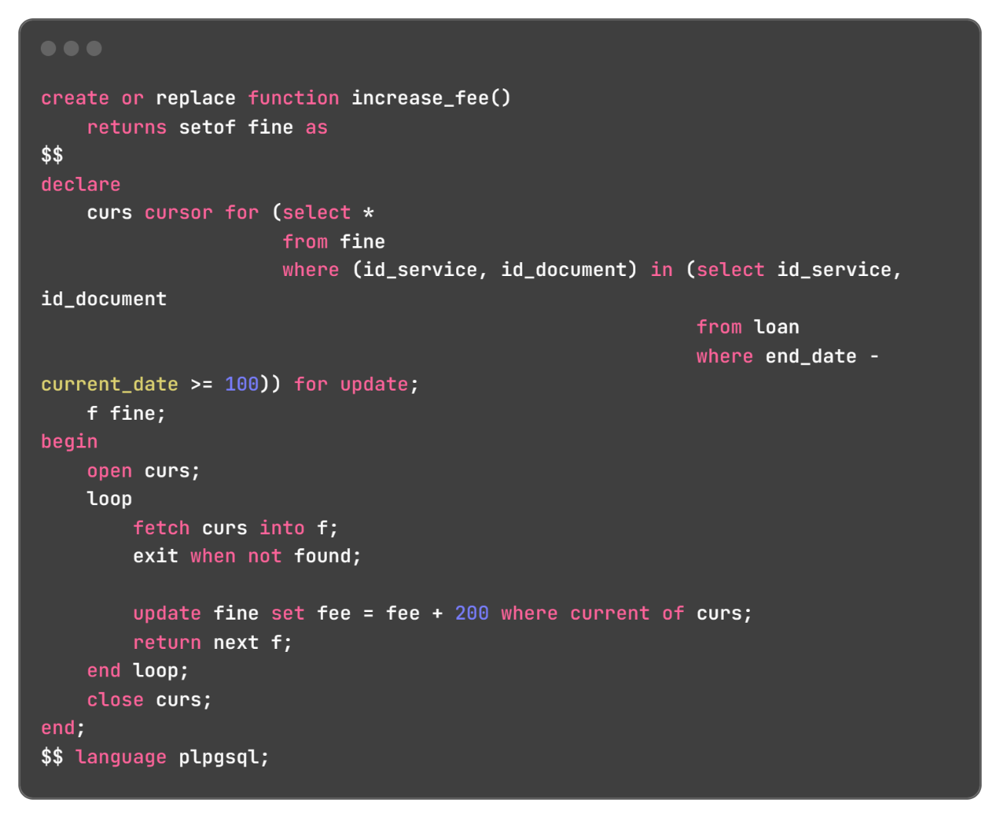 create or replace function increase_fee()
    returns setof fine as
$$
declare
    curs cursor for (select *
                     from fine
                     where (id_service, id_document) in (select id_service,
id_document
                                                         from loan
                                                         where end_date -
current_date >= 100)) for update;
    f fine;
begin
    open curs;
    loop
        fetch curs into f;
        exit when not found;

        update fine set fee = fee + 200 where current of curs;
        return next f;
    end loop;
    close curs;
end;
$$ language plpgsql;